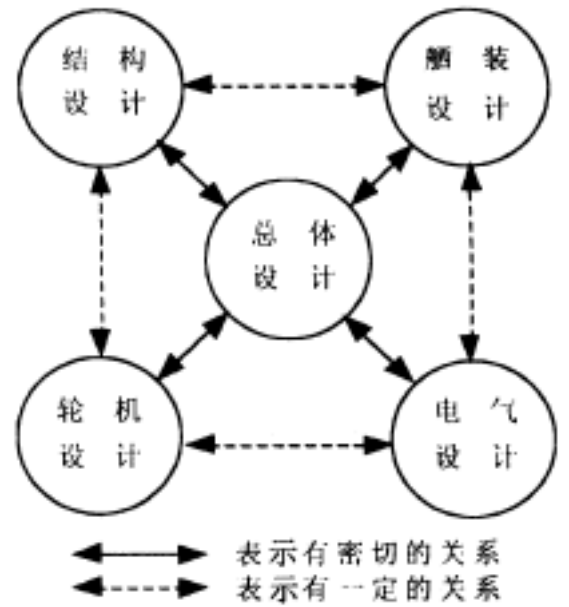 结构
设计
舾装
设计
总体
设计
轮机
设计
电气
设计
表示有密切的关系
表示有一定的关系